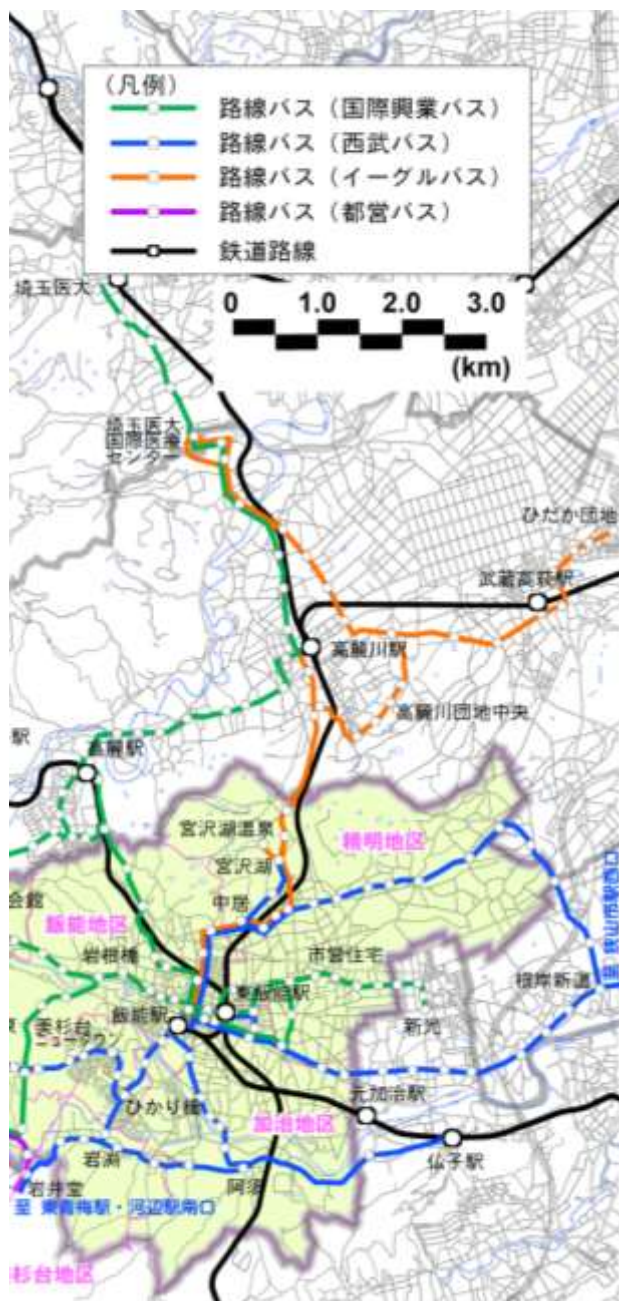 (凡例)
路線バス(国際興業バス)
路線バス(西武バス)
路線バス(イーグルバス)
路線バス(都営バス)
鉄道路線
0 1.0 2.0 3.0
(km)
埼玉医大
埼玉医大
国際医療
センター
ひだか団地
武蔵高萩駅
高麗川駅
高麗川団地中央
駅
高麗駅
宮沢湖温泉
精明地区
宮沢湖
中居
会館
飯能地区
岩根橋
市営住宅
至 狭山市駅西口
根岸新道
東飯能駅
飯能駅
新光
美杉台
ニュータウン
元加治駅
ひかり橋
加治地区
仏子駅
岩淵
岩井堂
阿須
至 東青梅駅・河辺駅南口
杉台地区